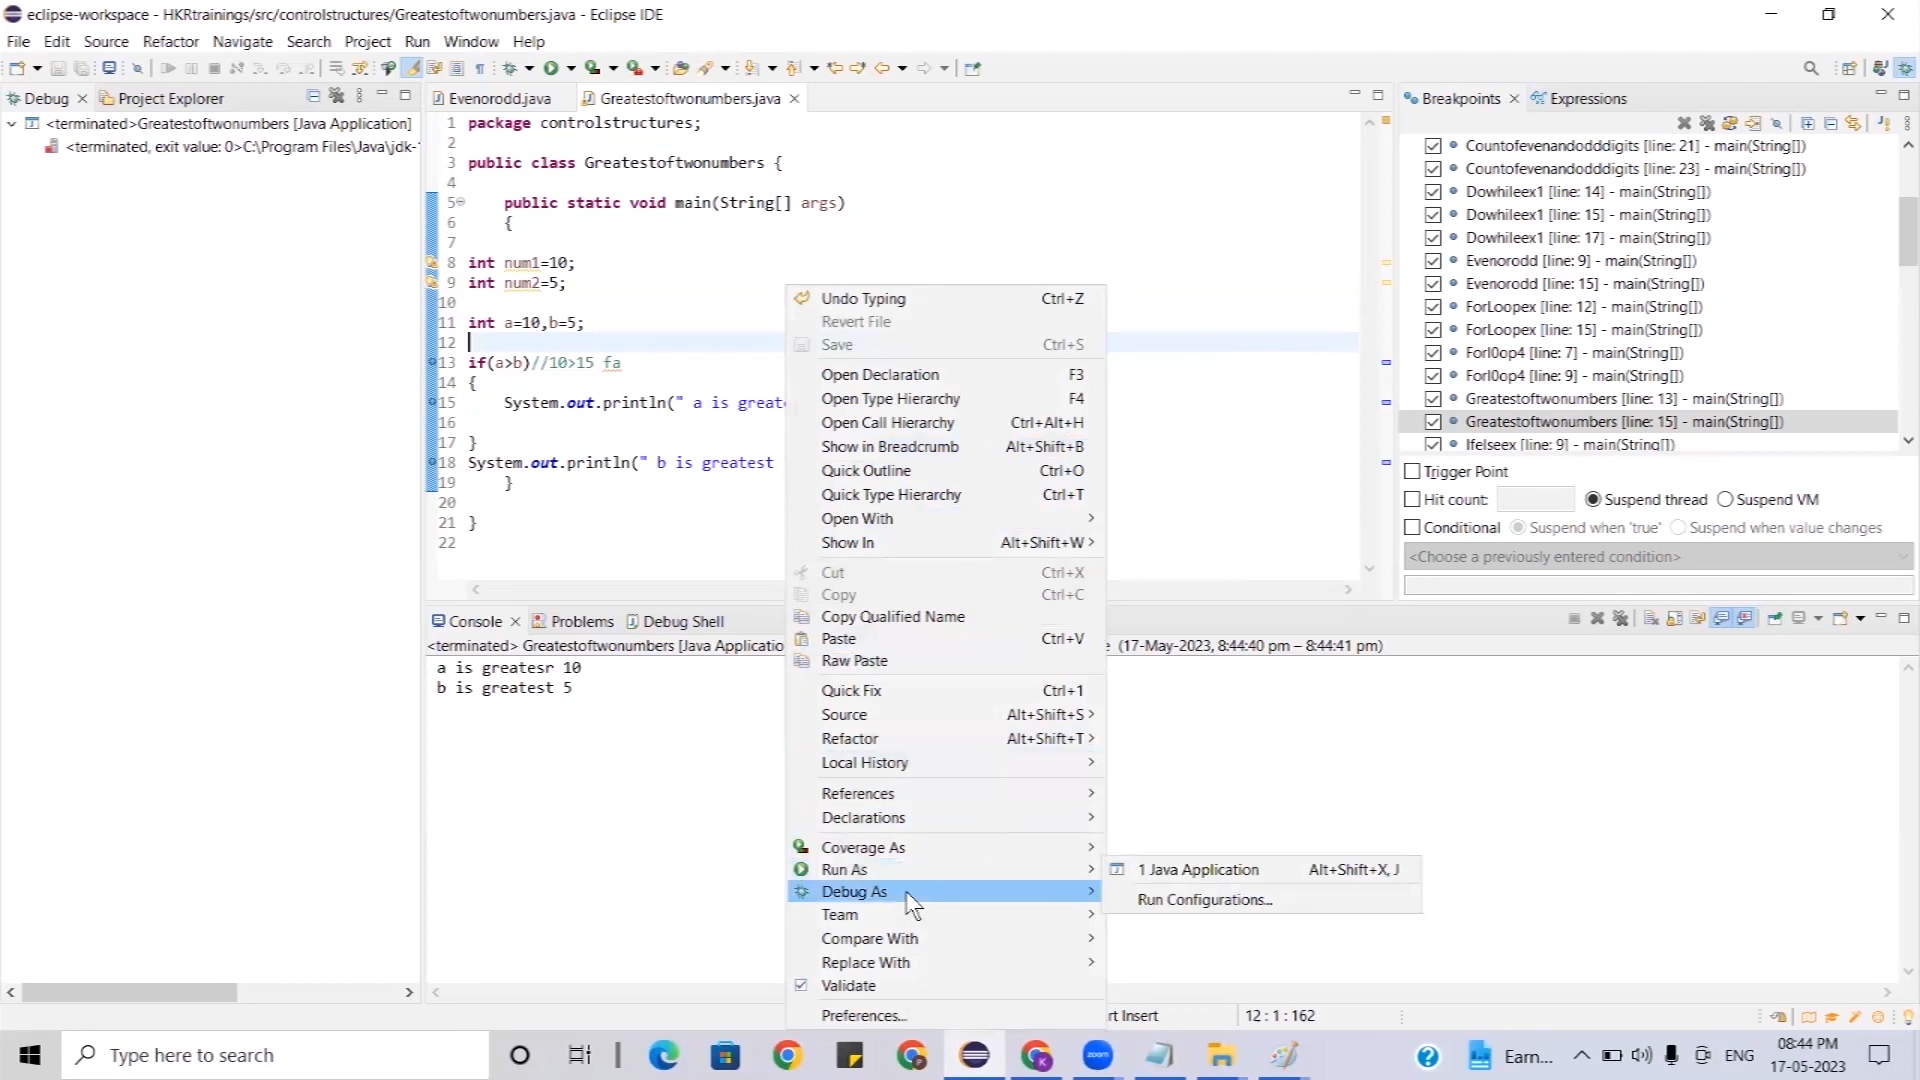 eclipse-workspace - HKRtrainings/src/controlstructures/Greatestoftwonumbers.java - Eclipse IDE
File Edit Source Refactor Navigate Search Project Run Window Help
Debug
Project Explorer
<terminated>Greatestoftwonumbers [Java Application]
<terminated, exit value: 0>C:\Program Files\Java\jdk-
Evenorodd.java
Greatestoftwonumbers.java
1 package controlstructures;
2
3 public class Greatestoftwonumbers {
4
5 public static void main(String[] args)
6 {
7
8 int num1=10;
9 int num2=5;
10
11 int a=10,b=5;
12
13 if(a>b)//10>15 fa
14 {
15 System.out.println(" a is great
16
17 }
18 System.out.println(" b is greatest
19 }
20
21 }
22
Undo Typing Ctrl+Z
Revert File
Save Ctrl+S
Open Declaration F3
Open Type Hierarchy F4
Open Call Hierarchy Ctrl+Alt+H
Show in Breadcrumb Alt+Shift+B
Quick Outline Ctrl+O
Quick Type Hierarchy Ctrl+T
Open With
Show In Alt+Shift+W
Cut Ctrl+X
Copy Ctrl+C
Copy Qualified Name
Paste Ctrl+V
Raw Paste
Quick Fix Ctrl+1
Source Alt+Shift+S
Refactor Alt+Shift+T
Local History
References
Declarations
Coverage As
Run As
Debug As
Team
Compare With
Replace With
Validate
Preferences...
1 Java Application Alt+Shift+X, J
Run Configurations...
Breakpoints
Expressions
Countofevenandodddigits [line: 21] - main(String[])
Countofevenandodddigits [line: 23] - main(String[])
Dowhileex1 [line: 14] - main(String[])
Dowhileex1 [line: 15] - main(String[])
Dowhileex1 [line: 17] - main(String[])
Evenorodd [line: 9] - main(String[])
Evenorodd [line: 15] - main(String[])
ForLoopex [line: 12] - main(String[])
ForLoopex [line: 15] - main(String[])
Forl0op4 [line: 7] - main(String[])
Forl0op4 [line: 9] - main(String[])
Greatestoftwonumbers [line: 13] - main(String[])
Greatestoftwonumbers [line: 15] - main(String[])
Ifelseex [line: 9] - main(String[])
Trigger Point
Hit count: Suspend thread Suspend VM
Conditional Suspend when 'true' Suspend when value changes
<Choose a previously entered condition>
Console
Problems
Debug Shell
<terminated> Greatestoftwonumbers [Java Applicatio
e (17-May-2023, 8:44:40 pm – 8:44:41 pm)
a is greatesr 10
b is greatest 5
rt Insert
12 : 1 : 162
Type here to search
zoom
K
P
Earn...
ENG
08:44 PM
17-05-2023